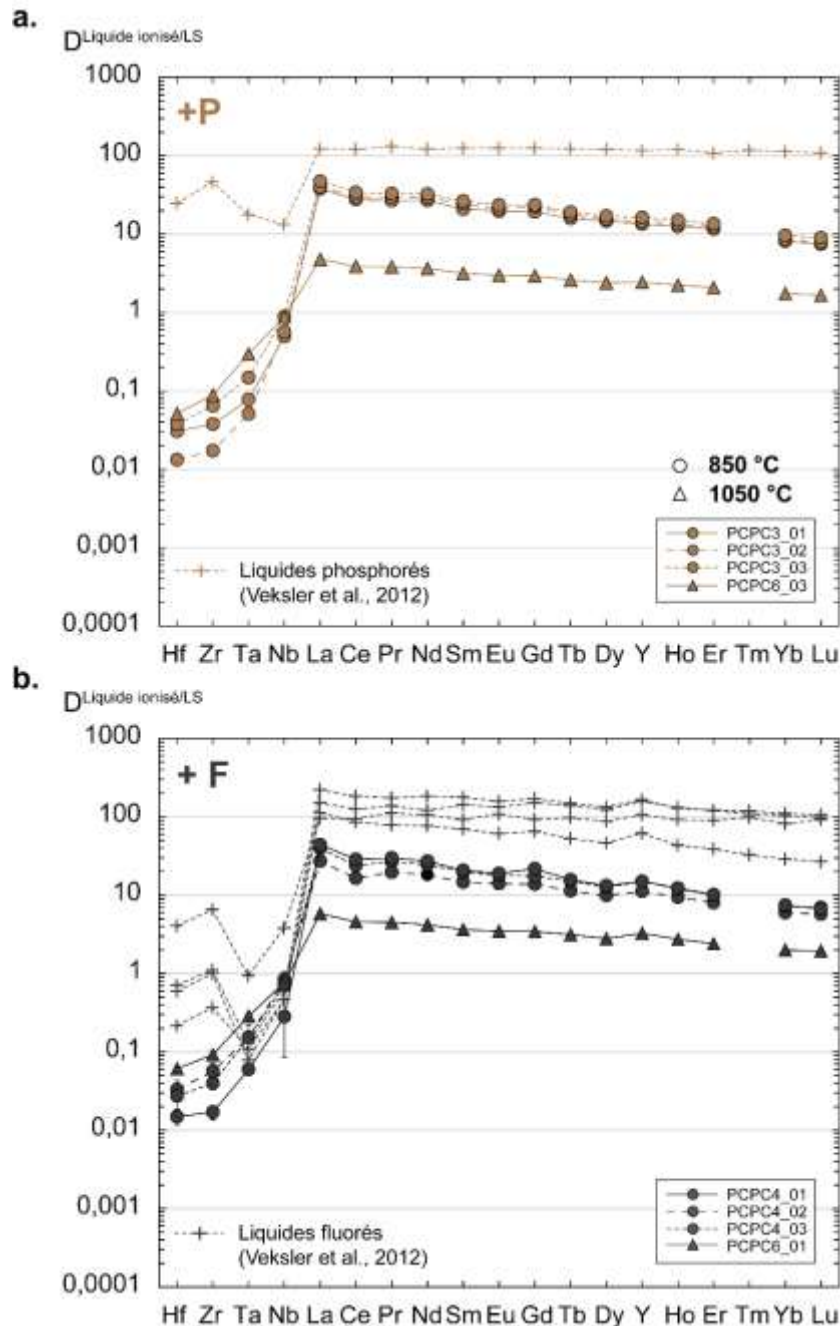 a.
D Liquide ionisé/LS
1000
+P
100
10
1
0,1
0,01
850 °C
1050 °C
0,001
PCPC3_01
PCPC3_02
PCPC3_03
PCPC6_03
Liquides phosphorés
(Veksler et al., 2012)
0,0001
Hf Zr Ta Nb La Ce Pr Nd Sm Eu Gd Tb Dy Y Ho Er Tm Yb Lu
b.
D Liquide ionisé/LS
1000
+ F
100
10
1
0,1
0,01
0,001
PCPC4_01
PCPC4_02
PCPC4_03
PCPC6_01
Liquides fluorés
(Veksler et al., 2012)
0,0001
Hf Zr Ta Nb La Ce Pr Nd Sm Eu Gd Tb Dy Y Ho Er Tm Yb Lu